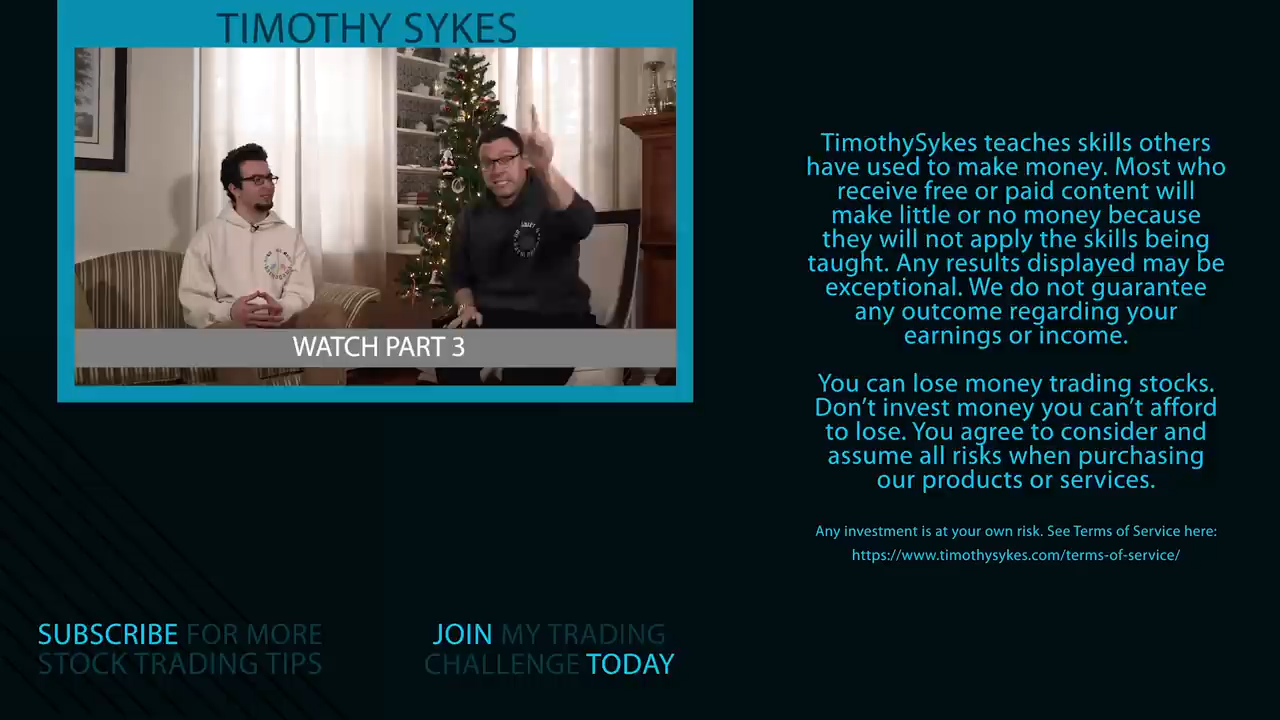 TIMOTHY SYKES
WATCH PART 3
TimothySykes teaches skills others
have used to make money. Most who
receive free or paid content will
make little or no money because
they will not apply the skills being
taught. Any results displayed may be
exceptional. We do not guarantee
any outcome regarding your
earnings or income.
You can lose money trading stocks.
Don't invest money you can't afford
to lose. You agree to consider and
assume all risks when purchasing
our products or services.
Any investment is at your own risk. See Terms of Service here:
https://www.timothysykes.com/terms-of-service/
SUBSCRIBE FOR MORE
STOCK TRADING TIPS
JOIN MY TRADING
CHALLENGE TODAY